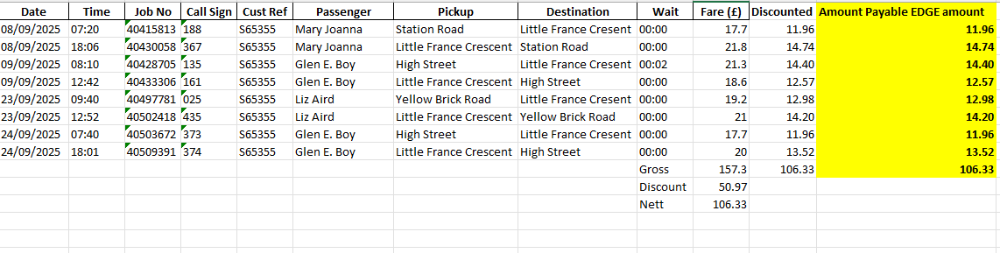 Date Time Job No Call Sign Cust Ref Passenger Pickup Destination Wait Fare (£) Discounted Amount Payable EDGE amount
08/09/2025 07:20 40415813 188 S65355 Mary Joanna Station Road Little France Cresent 00:00 17.7 11.96 11.96
08/09/2025 18:06 40430058 367 S65355 Mary Joanna Little France Crescent Station Road 00:00 21.8 14.74 14.74
09/09/2025 08:10 40428705 135 S65355 Glen E. Boy High Street Little France Cresent 00:02 21.3 14.40 14.40
09/09/2025 12:42 40433306 161 S65355 Glen E. Boy Little France Crescent High Street 00:00 18.6 12.57 12.57
23/09/2025 09:40 40497781 025 S65355 Liz Aird Yellow Brick Road Little France Cresent 00:00 19.2 12.98 12.98
23/09/2025 12:52 40502418 435 S65355 Liz Aird Little France Crescent Yellow Brick Road 00:00 21 14.20 14.20
24/09/2025 07:40 40503672 373 S65355 Glen E. Boy High Street Little France Cresent 00:00 17.7 11.96 11.96
24/09/2025 18:01 40509391 374 S65355 Glen E. Boy Little France Crescent High Street 00:00 20 13.52 13.52
Gross 157.3 106.33 106.33
Discount 50.97
Nett 106.33